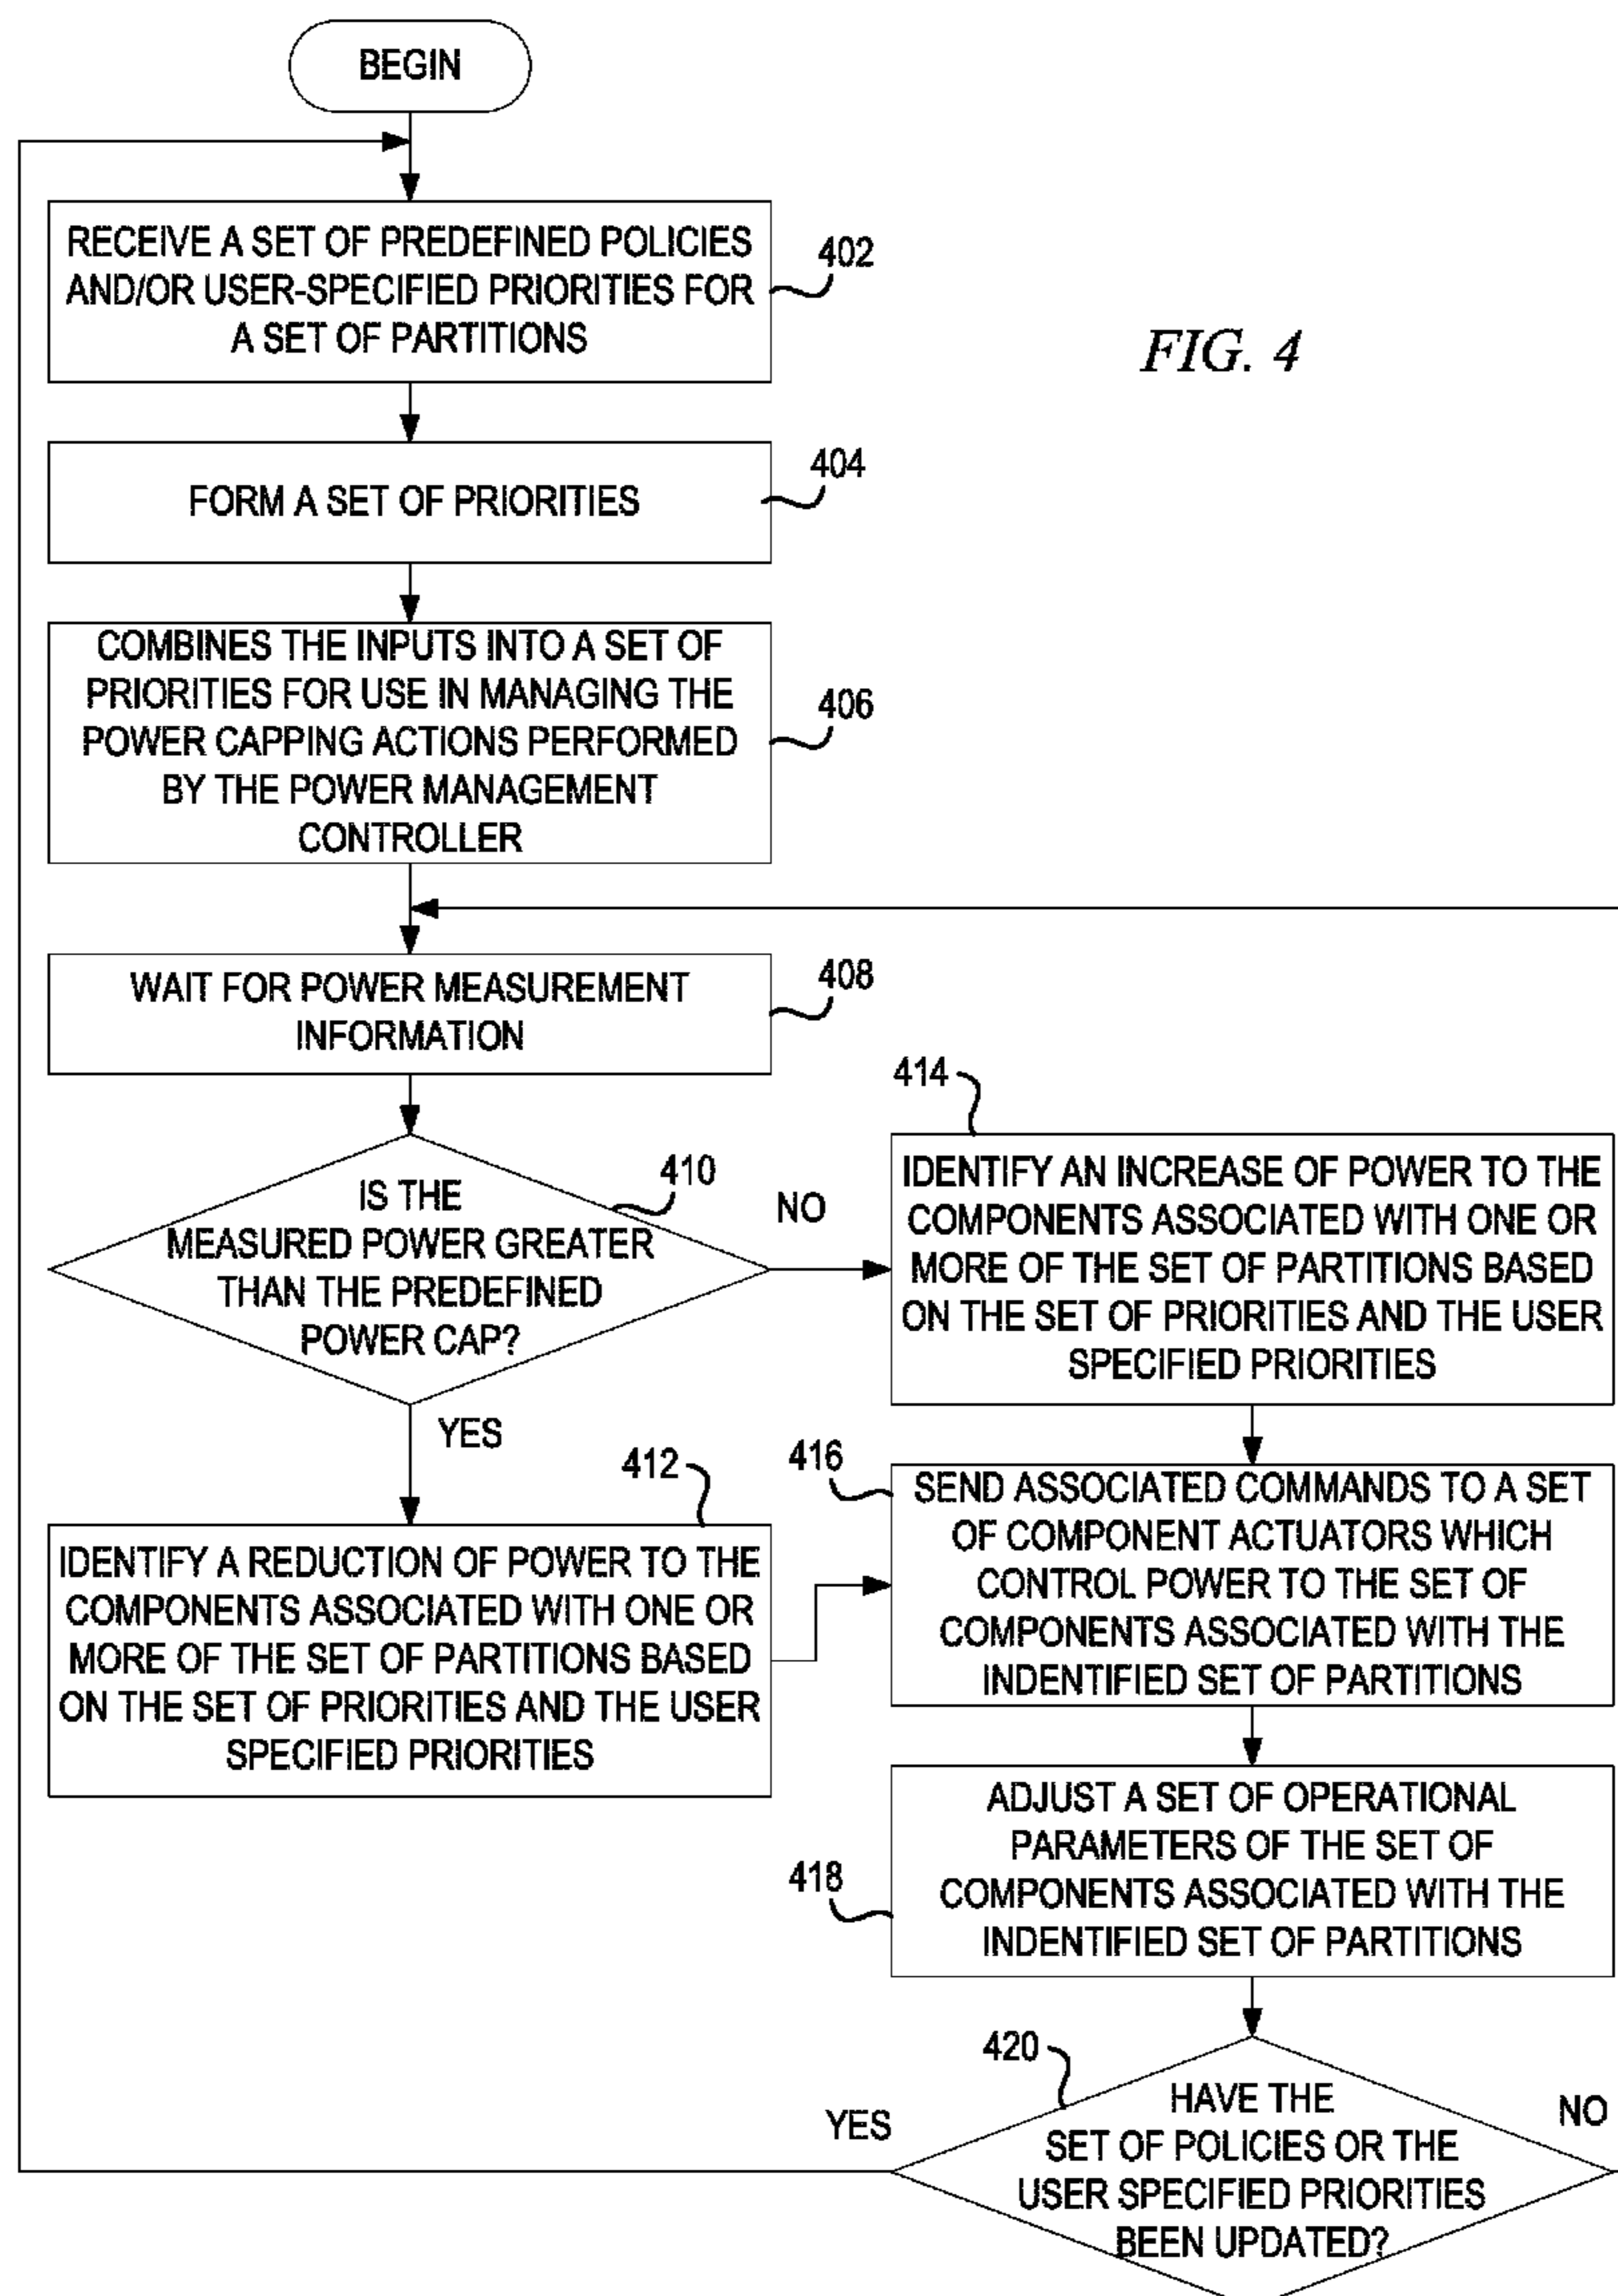 BEGIN
RECEIVE A SET OF PREDEFINED POLICIES
AND/OR USER-SPECIFIED PRIORITIES FOR
A SET OF PARTITIONS
402
FIG. 4
FORM A SET OF PRIORITIES
404
COMBINES THE INPUTS INTO A SET OF
PRIORITIES FOR USE IN MANAGING THE
POWER CAPPING ACTIONS PERFORMED
BY THE POWER MANAGEMENT
CONTROLLER
406
WAIT FOR POWER MEASUREMENT
INFORMATION
408
IS THE
MEASURED POWER GREATER
THAN THE PREDEFINED
POWER CAP?
410
NO
YES
412
IDENTIFY A REDUCTION OF POWER TO THE
COMPONENTS ASSOCIATED WITH ONE OR
MORE OF THE SET OF PARTITIONS BASED
ON THE SET OF PRIORITIES AND THE USER
SPECIFIED PRIORITIES
414
IDENTIFY AN INCREASE OF POWER TO THE
COMPONENTS ASSOCIATED WITH ONE OR
MORE OF THE SET OF PARTITIONS BASED
ON THE SET OF PRIORITIES AND THE USER
SPECIFIED PRIORITIES
416
SEND ASSOCIATED COMMANDS TO A SET
OF COMPONENT ACTUATORS WHICH
CONTROL POWER TO THE SET OF
COMPONENTS ASSOCIATED WITH THE
INDENTIFIED SET OF PARTITIONS
418
ADJUST A SET OF OPERATIONAL
PARAMETERS OF THE SET OF
COMPONENTS ASSOCIATED WITH THE
INDENTIFIED SET OF PARTITIONS
420
HAVE THE
SET OF POLICIES OR THE
USER SPECIFIED PRIORITIES
BEEN UPDATED?
YES
NO